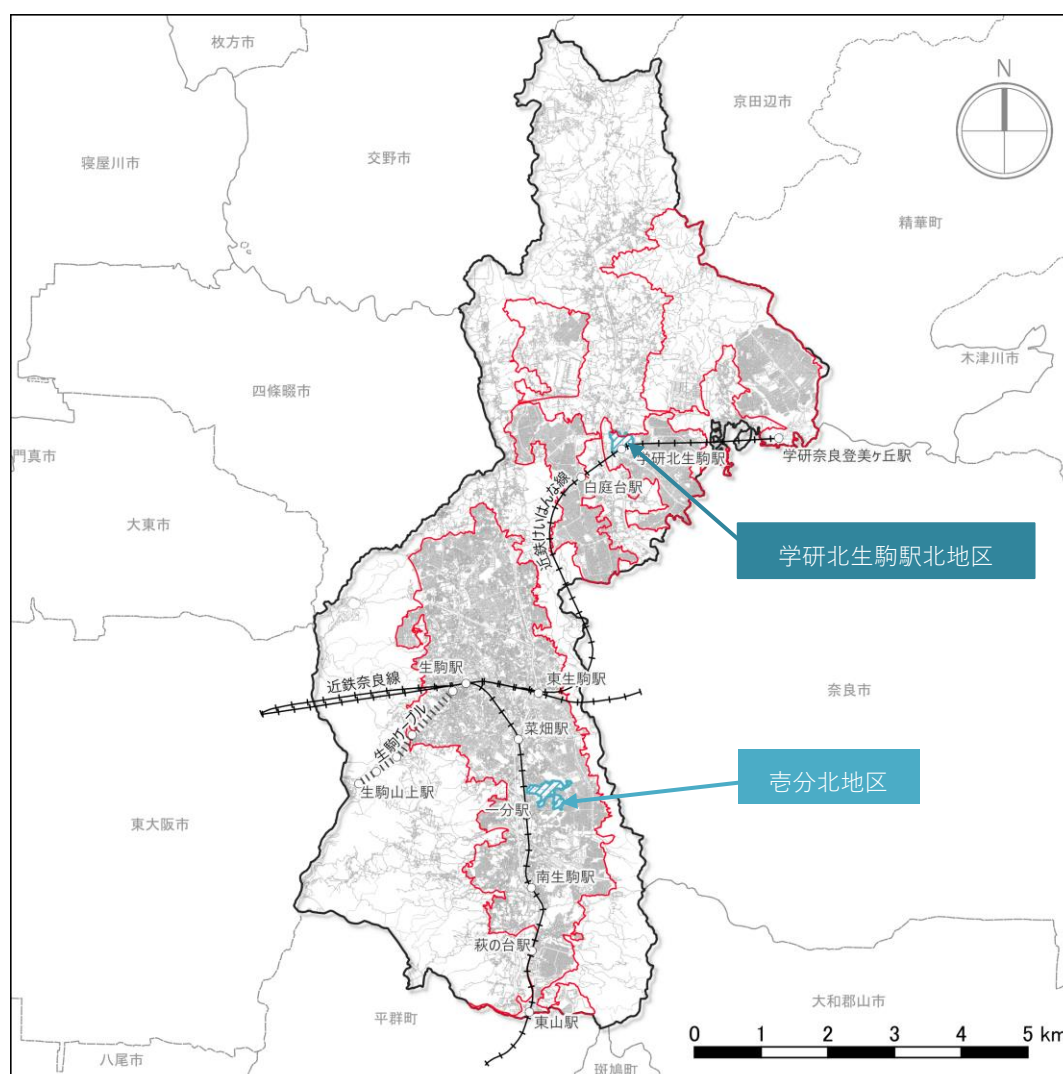 枚方市
N
京田辺市
寝屋川市
交野市
精華町
木津川市
四條畷市
門真市
学研北生駒駅
学研奈良登美ヶ丘駅
白庭台駅
大東市
近鉄けいはんな線
学研北生駒駅北地区
生駒駅
近鉄奈良線
東生駒駅
奈良市
生駒ケーブル
菜畑駅
壱分北地区
生駒山上駅
一分駅
東大阪市
南生駒駅
萩の台駅
大和郡山市
平群町
東山駅
0 1 2 3 4 5 km
八尾市
斑鳩町